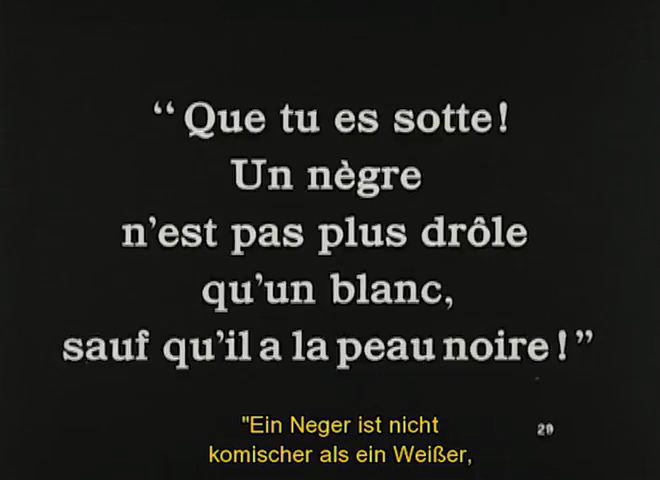 “ Que tu es sotte!
Un nègre
n’est pas plus drôle
qu’un blanc,
sauf qu’il a la peau noire ! ”
"Ein Neger ist nicht
komischer als ein Weißer,
29